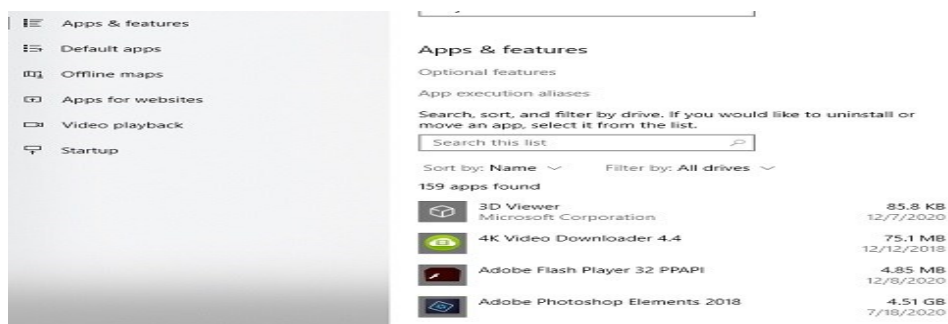 Apps & features
Default apps
Offline maps
Apps for websites
Video playback
Startup
Apps & features
Optional features
App execution aliases
Search, sort, and filter by drive. If you would like to uninstall or
move an app, select it from the list.
Search this list
Sort by: Name Filter by: All drives
159 apps found
3D Viewer 85.8 KB
Microsoft Corporation 12/7/2020
4K Video Downloader 4.4 75.1 MB
12/12/2018
Adobe Flash Player 32 PPAPI 4.85 MB
12/8/2020
Adobe Photoshop Elements 2018 4.51 GB
7/18/2020